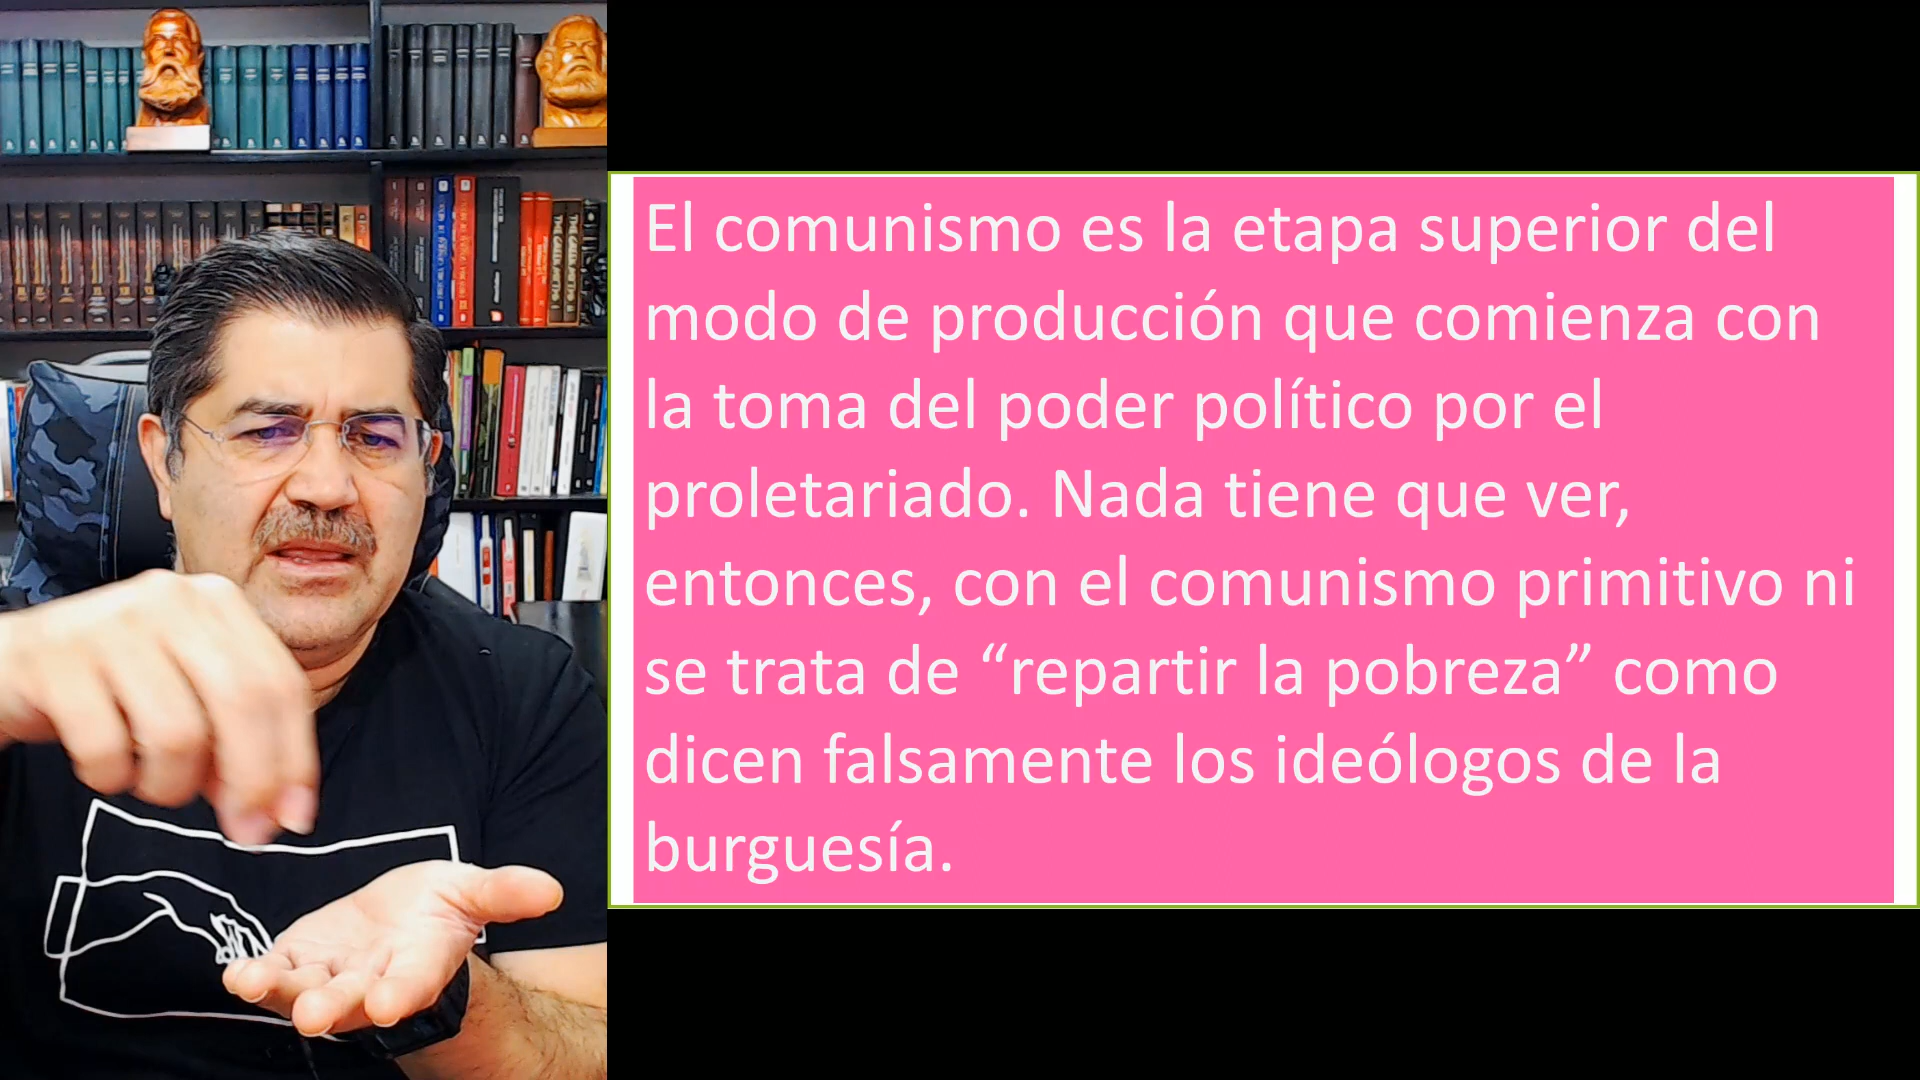 El comunismo es la etapa superior del
modo de producción que comienza con
la toma del poder político por el
proletariado. Nada tiene que ver,
entonces, con el comunismo primitivo ni
se trata de “repartir la pobreza” como
dicen falsamente los ideólogos de la
burguesía.